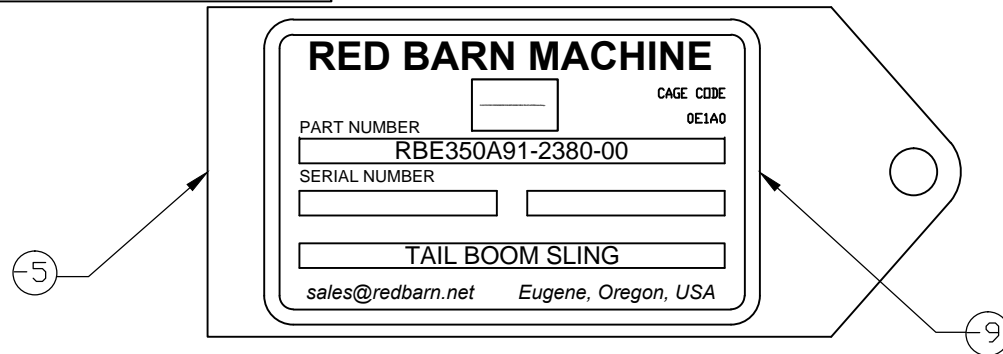 RED BARN MACHINE
CAGE CODE
0E1A0
PART NUMBER
RBE350A91-2380-00
SERIAL NUMBER
TAIL BOOM SLING
sales@redbarn.net Eugene, Oregon, USA
-5
-9